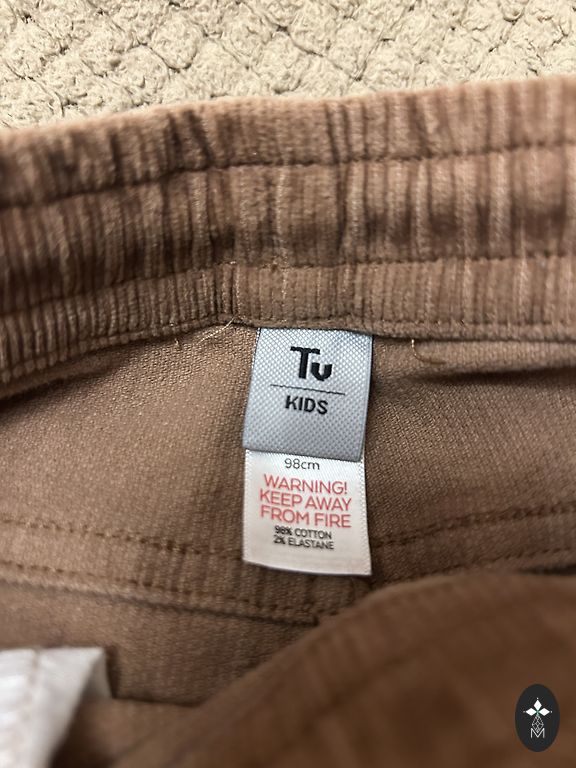 Tu
KIDS
98cm
WARNING!
KEEP AWAY
FROM FIRE
98% COTTON
2% ELASTANE